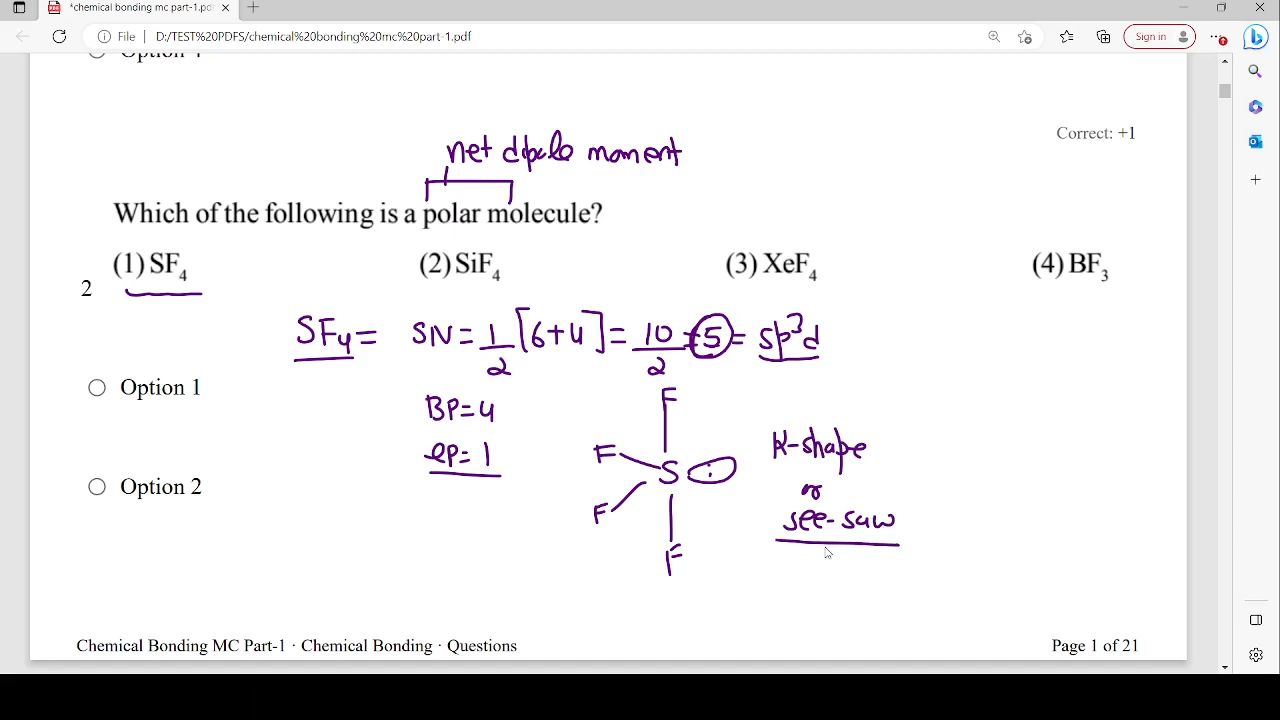 *chemical bonding mc part-1.pdf
File D:/TEST%20PDFS/chemical%20bonding%20mc%20part-1.pdf
Sign in
Correct: +1
net dipole moment
Which of the following is a polar molecule?
(1) SF₄ (2) SiF₄ (3) XeF₄ (4) BF₃
2
SF₄ = SN = 1/2 [6+4] = 10/2 = 5 = sp³d
Option 1
BP = 4
lp = 1
F
F
S
F
F
K-shape
or
see-saw
Option 2
Chemical Bonding MC Part-1 · Chemical Bonding · Questions
Page 1 of 21